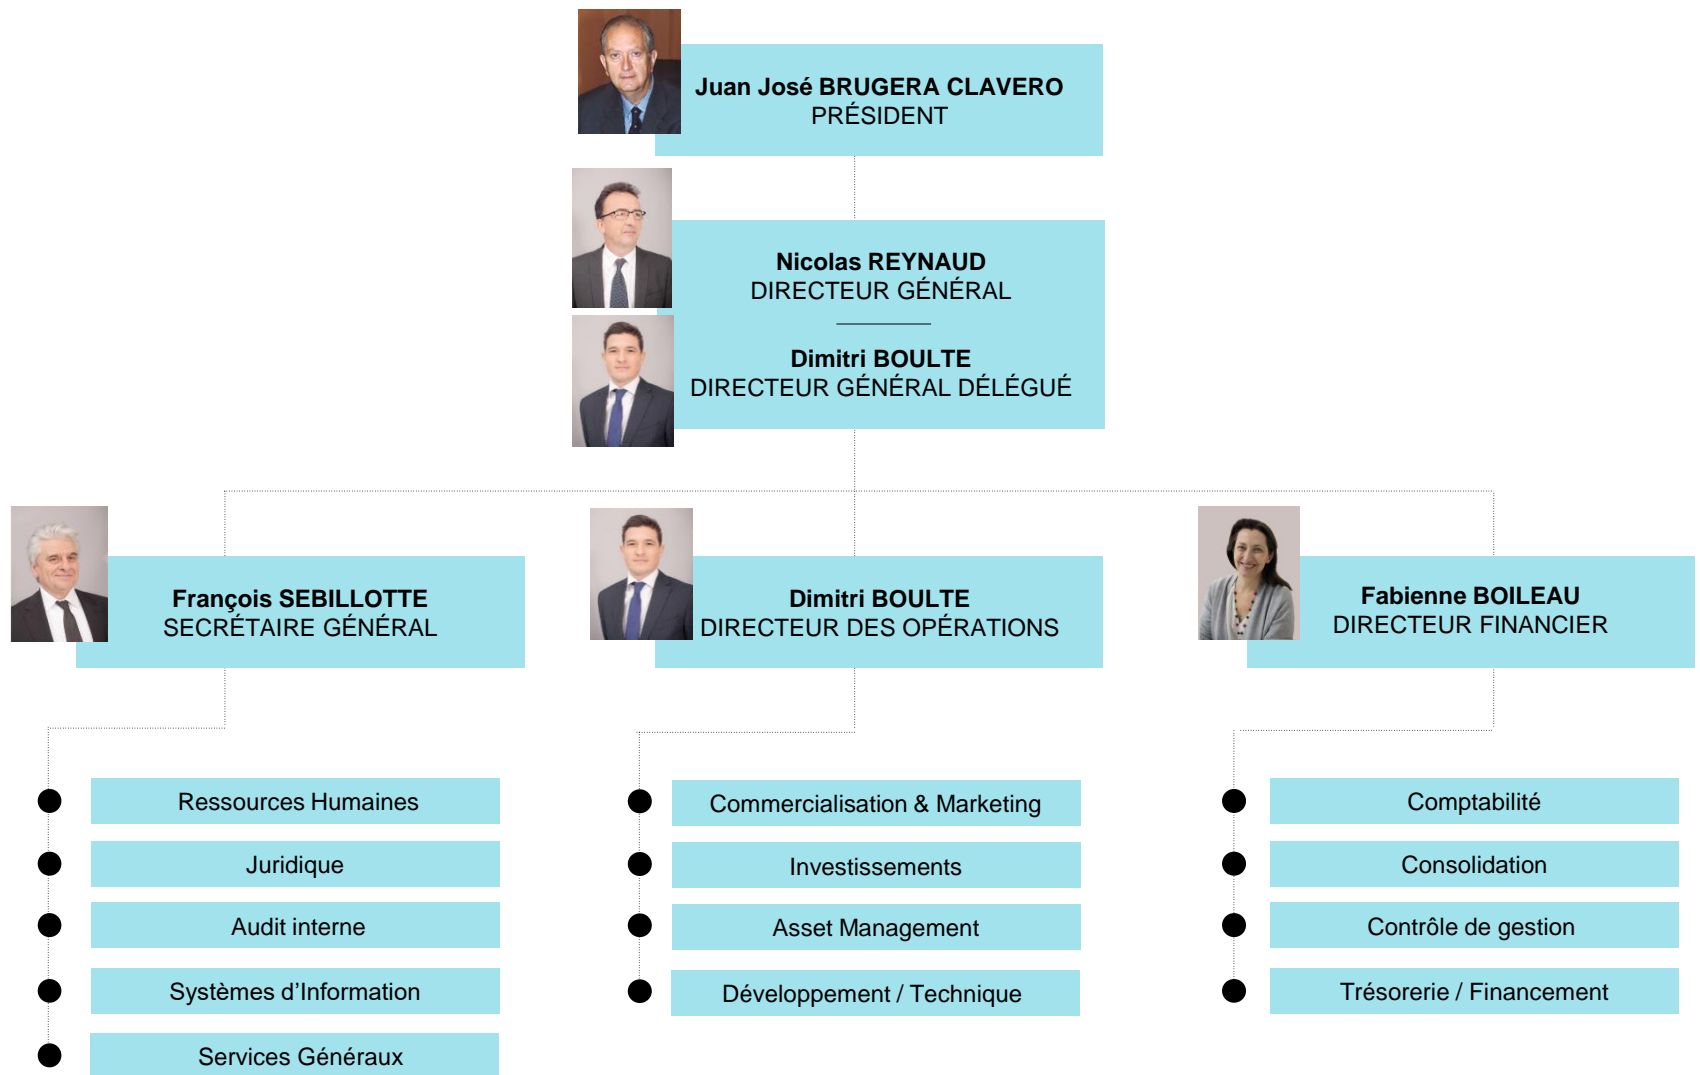 Juan José BRUGERA CLAVERO
PRÉSIDENT
Nicolas REYNAUD
DIRECTEUR GÉNÉRAL
Dimitri BOULTE
DIRECTEUR GÉNÉRAL DÉLÉGUÉ
François SEBILLOTTE
SECRÉTAIRE GÉNÉRAL
Ressources Humaines
Juridique
Audit interne
Systèmes d’Information
Services Généraux
Dimitri BOULTE
DIRECTEUR DES OPÉRATIONS
Commercialisation & Marketing
Investissements
Asset Management
Développement / Technique
Fabienne BOILEAU
DIRECTEUR FINANCIER
Comptabilité
Consolidation
Contrôle de gestion
Trésorerie / Financement